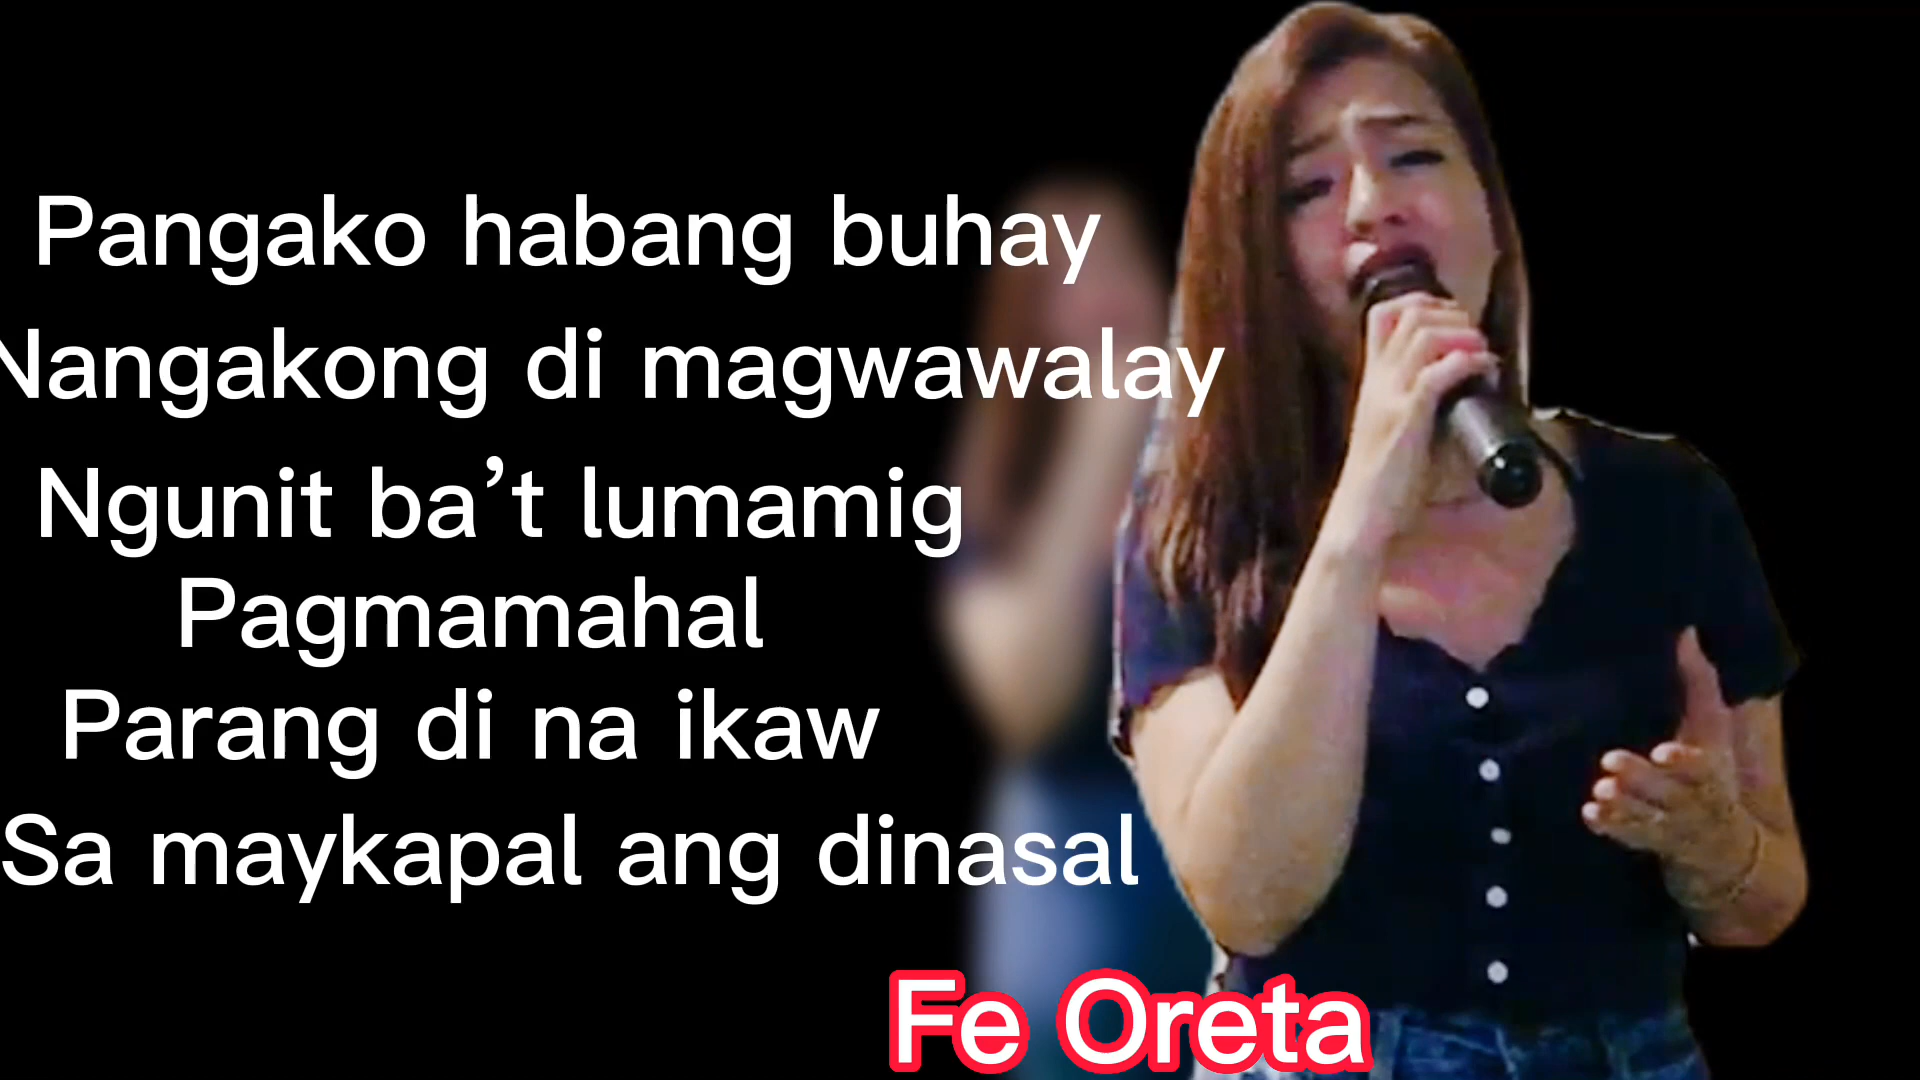 Pangako habang buhay
Nangakong di magwawalay
Ngunit ba’t lumamig
Pagmamahal
Parang di na ikaw
Sa maykapal ang dinasal
Fe Oreta